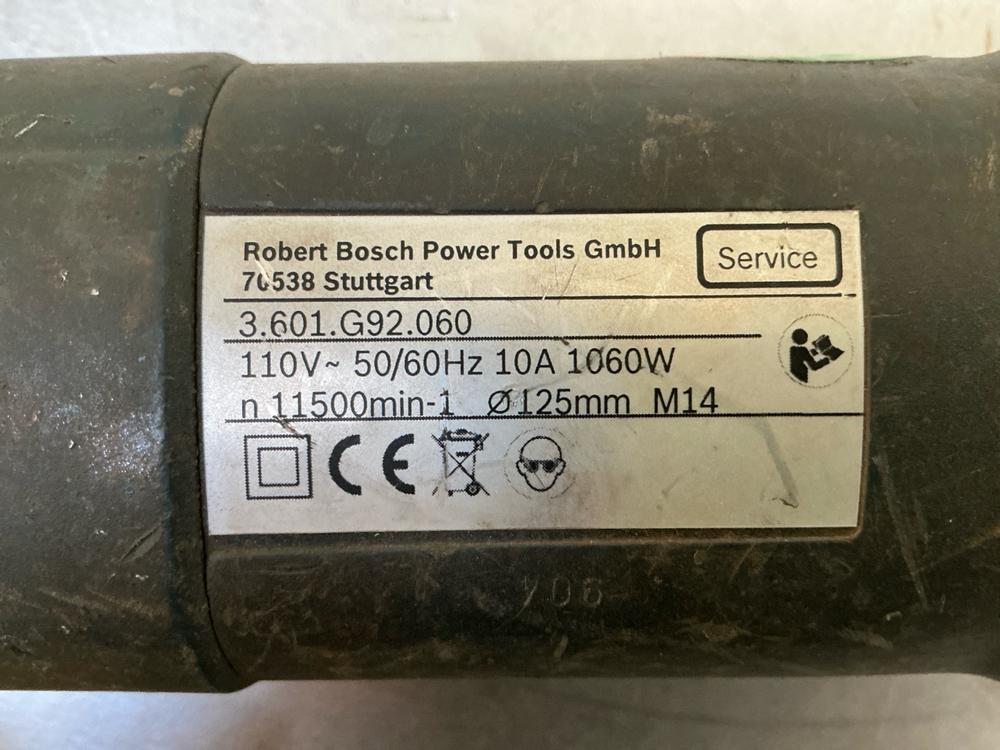 Robert Bosch Power Tools GmbH
70538 Stuttgart
Service
3.601.G92.060
110V~ 50/60Hz 10A 1060W
n 11500min-1 Ø125mm M14
CE